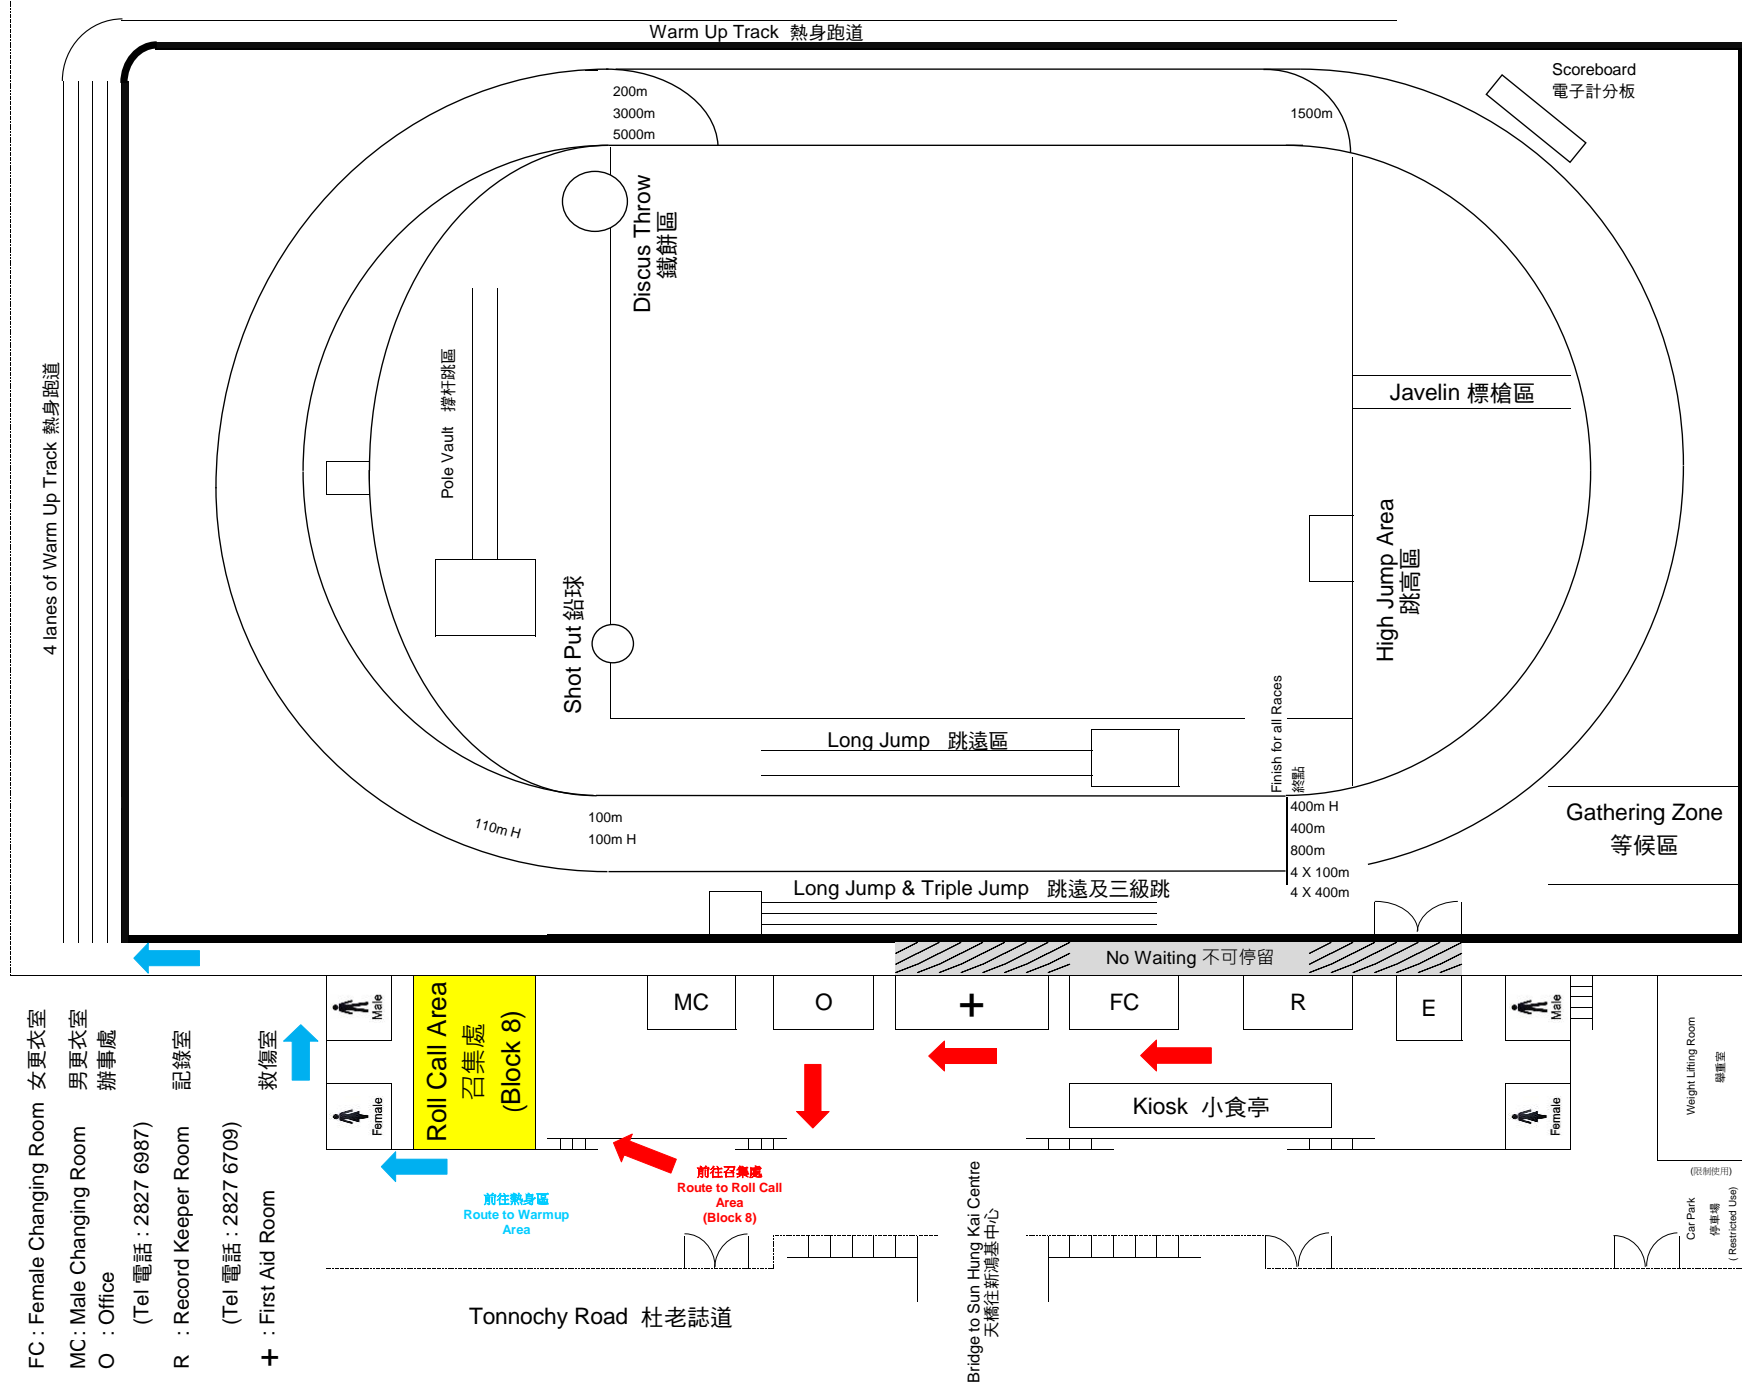 Warm Up Track 熱身跑道
Scoreboard
電子計分板
200m
3000m
5000m
1500m
Discus Throw
鐵餅區
4 lanes of Warm Up Track 熱身跑道
Pole Vault 撐杆跳區
Javelin 標槍區
High Jump Area
跳高區
Shot Put 鉛球
Finish for all Races
終點
Long Jump 跳遠區
110m H
100m
100m H
400m H
400m
800m
4 X 100m
4 X 400m
Gathering Zone
等候區
Long Jump & Triple Jump 跳遠及三級跳
No Waiting 不可停留
Male
Female
Roll Call Area
召集處
(Block 8)
MC
O
+
FC
R
E
Male
Female
Kiosk 小食亭
Weight Lifting Room
舉重室
(限制使用)
Car Park
停車場
( Restricted Use)
前往召集處
Route to Roll Call
Area
(Block 8)
前往熱身區
Route to Warmup
Area
Bridge to Sun Hung Kai Centre
天橋往新鴻基中心
Tonnochy Road 杜老誌道
FC : Female Changing Room 女更衣室
MC : Male Changing Room 男更衣室
O : Office 辦事處
(Tel 電話 : 2827 6987)
R : Record Keeper Room 記錄室
(Tel 電話 : 2827 6709)
+ : First Aid Room 救傷室